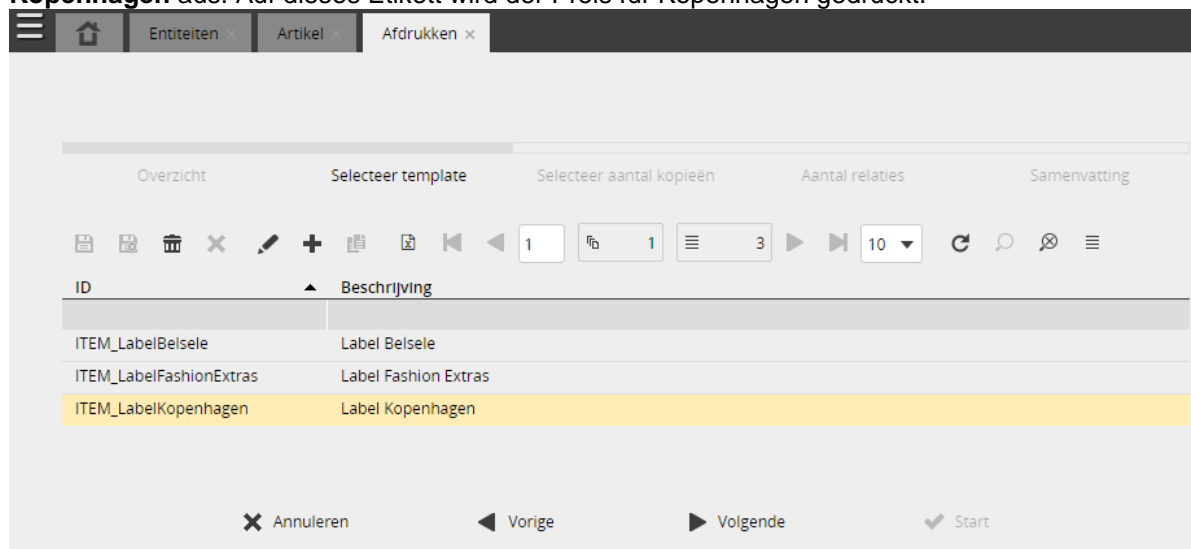 Kopenhagen aus. Auf dieses Etikett wird der Preis für Kopenhagen gedruckt.
Entiteiten × Artikel × Afdrukken ×
Overzicht Selecteer template Selecteer aantal kopieën Aantal relaties Samenvatting
1 1 3 10
ID Beschrijving
ITEM_LabelBelsele Label Belsele
ITEM_LabelFashionExtras Label Fashion Extras
ITEM_LabelKopenhagen Label Kopenhagen
Annuleren Vorige Volgende Start